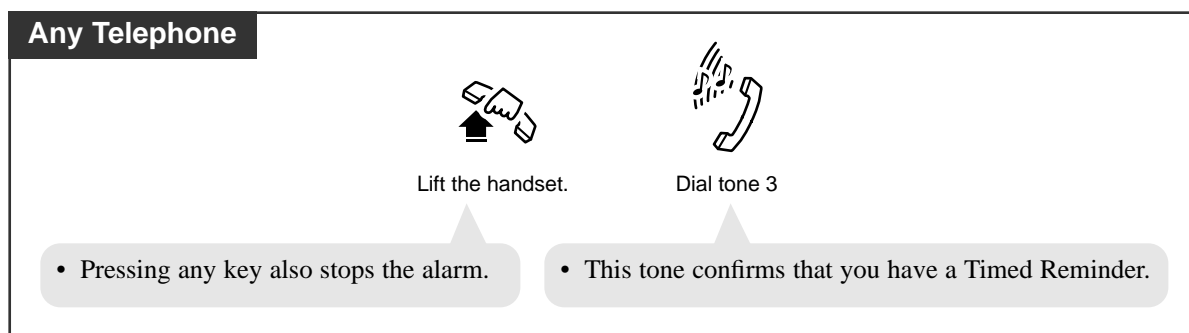 Any Telephone
Lift the handset.
Dial tone 3
• Pressing any key also stops the alarm.
• This tone confirms that you have a Timed Reminder.